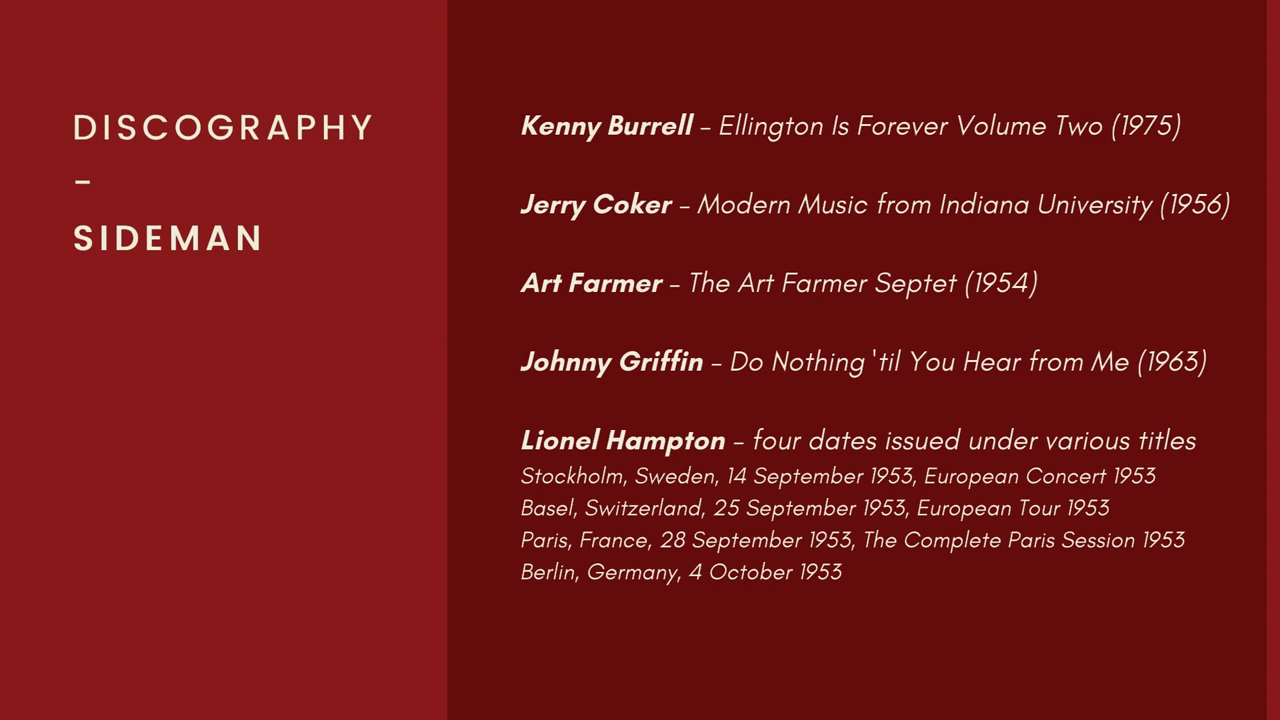 DISCOGRAPHY
–
SIDEMAN
Kenny Burrell – Ellington Is Forever Volume Two (1975)
Jerry Coker – Modern Music from Indiana University (1956)
Art Farmer – The Art Farmer Septet (1954)
Johnny Griffin – Do Nothing 'til You Hear from Me (1963)
Lionel Hampton – four dates issued under various titles
Stockholm, Sweden, 14 September 1953, European Concert 1953
Basel, Switzerland, 25 September 1953, European Tour 1953
Paris, France, 28 September 1953, The Complete Paris Session 1953
Berlin, Germany, 4 October 1953